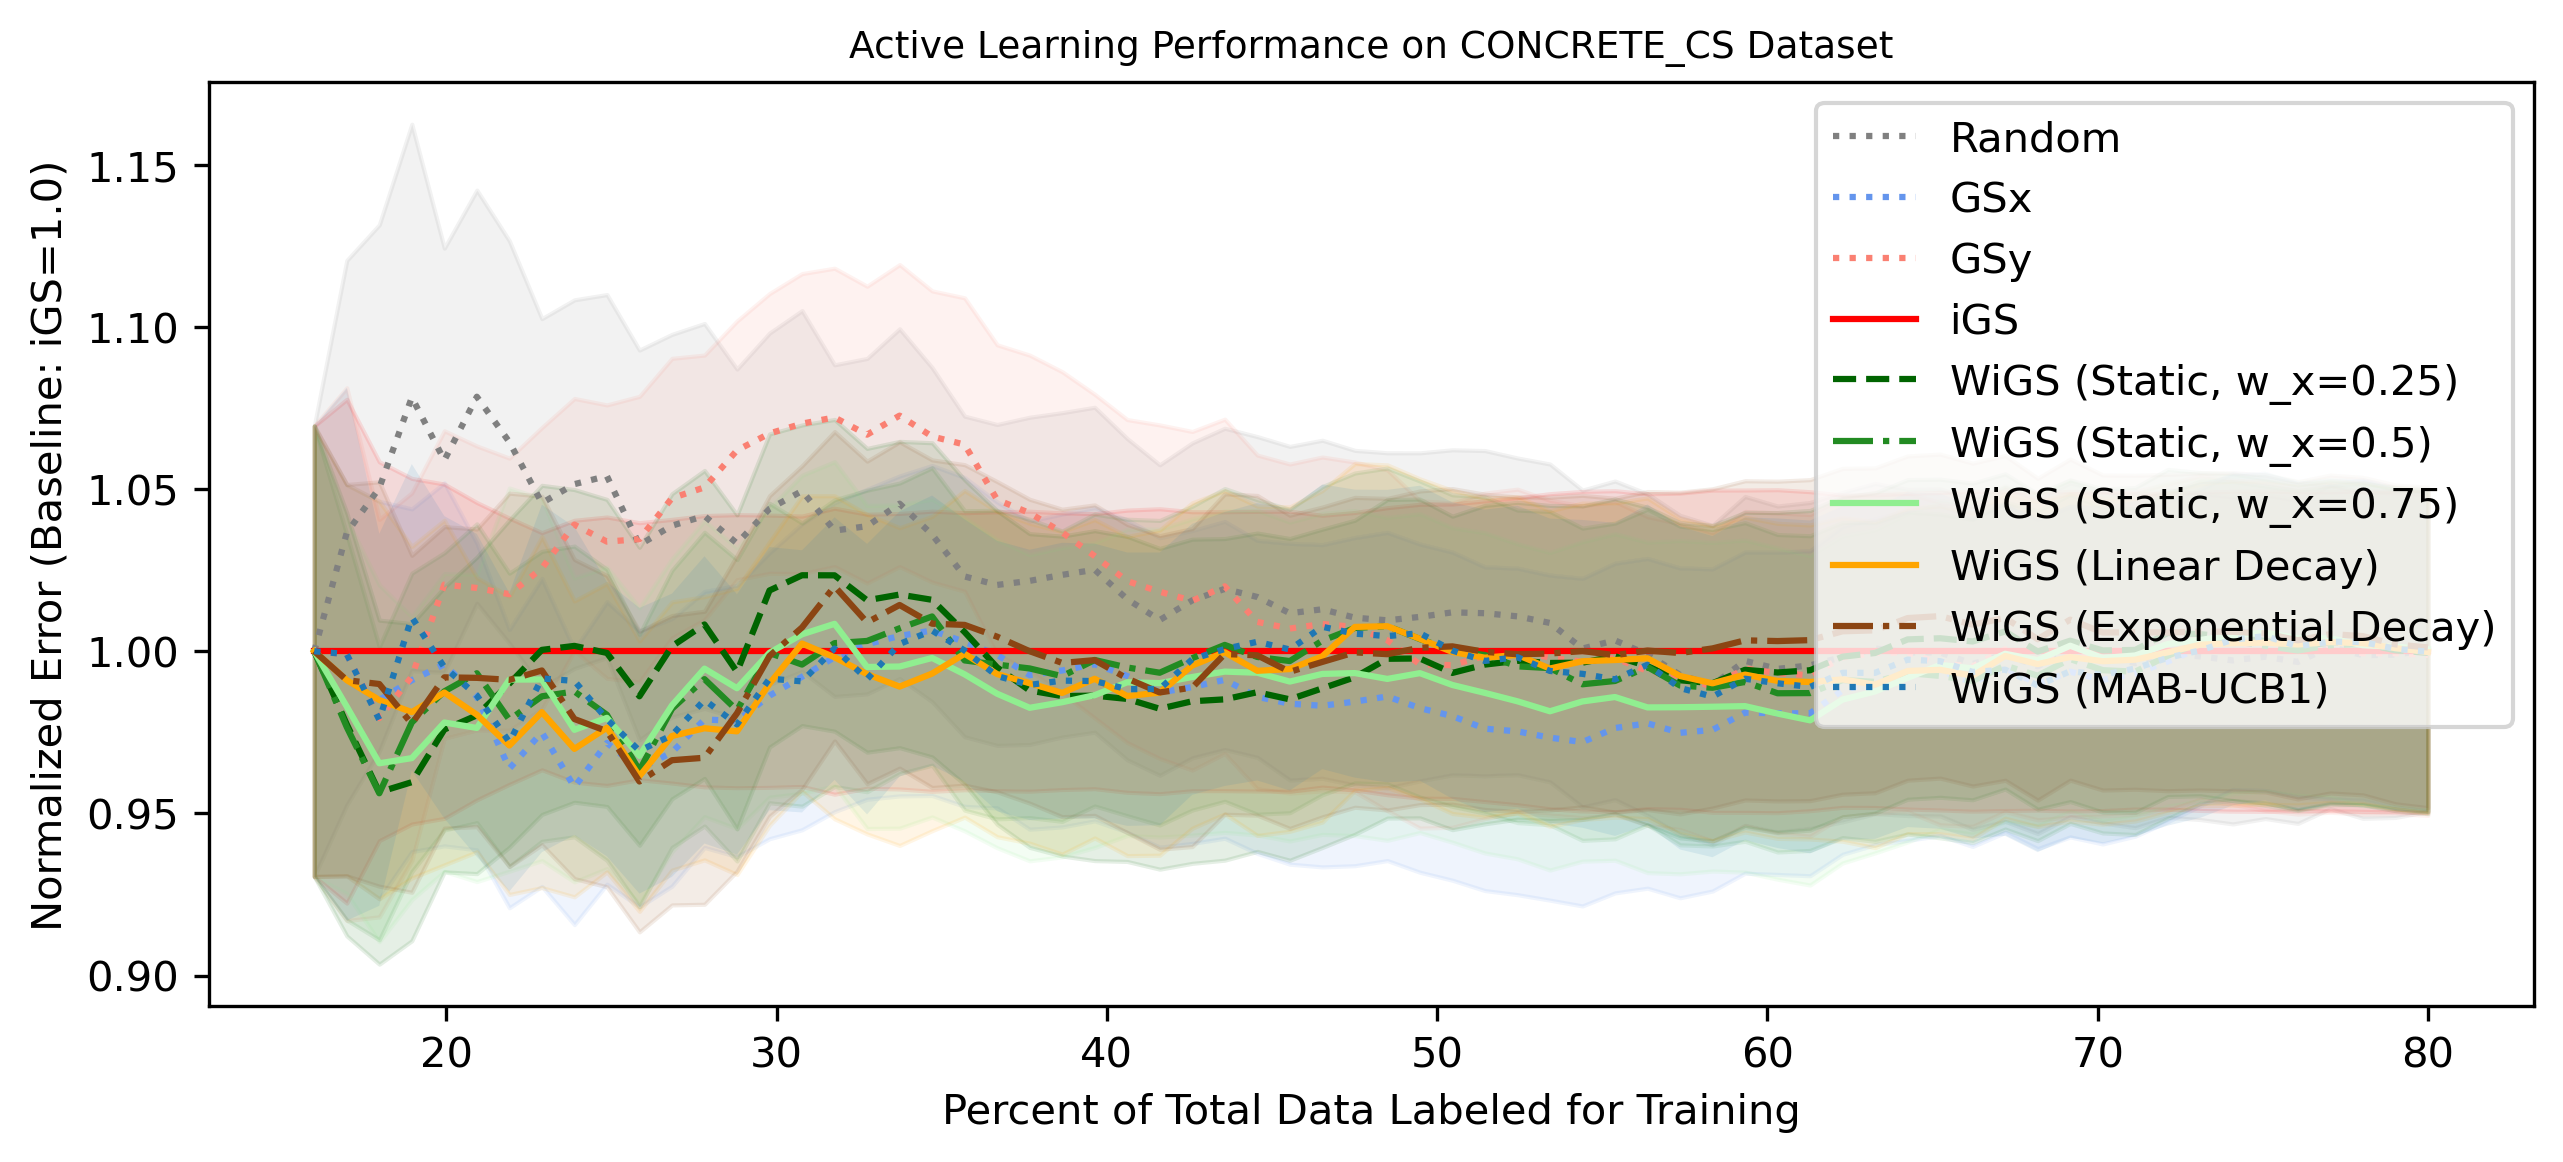 Active Learning Performance on CONCRETE_CS Dataset
Normalized Error (Baseline: iGS=1.0)
1.15
1.10
1.05
1.00
0.95
0.90
Random
GSx
GSy
iGS
WiGS (Static, w_x=0.25)
WiGS (Static, w_x=0.5)
WiGS (Static, w_x=0.75)
WiGS (Linear Decay)
WiGS (Exponential Decay)
WiGS (MAB-UCB1)
20 30 40 50 60 70 80
Percent of Total Data Labeled for Training